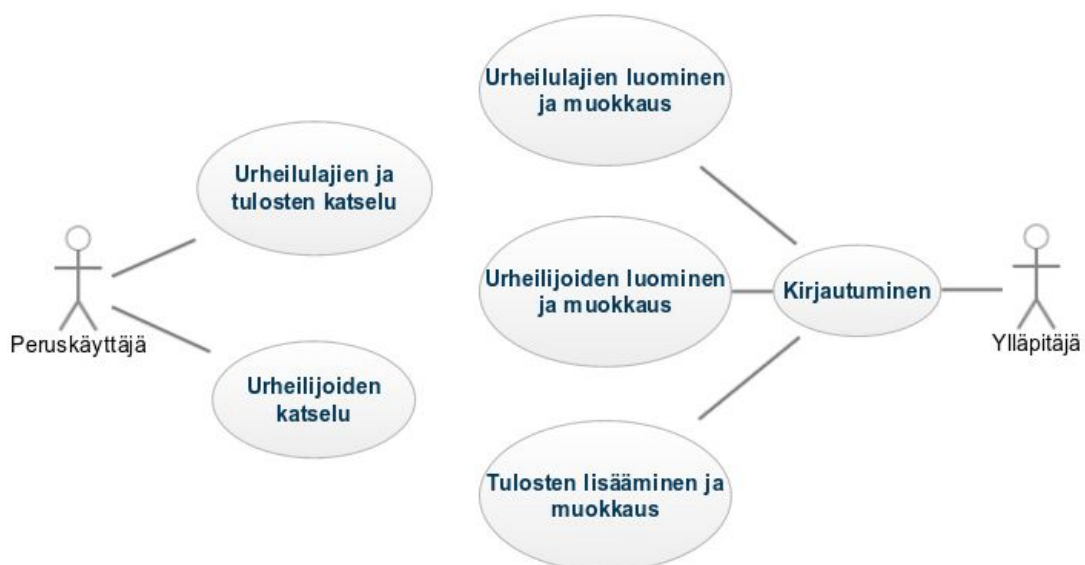 Urheilulajien luominen
ja muokkaus
Urheilulajien ja
tulosten katselu
Urheilijoiden luominen
ja muokkaus
Kirjautuminen
Peruskäyttäjä
Ylläpitäjä
Urheilijoiden
katselu
Tulosten lisääminen ja
muokkaus